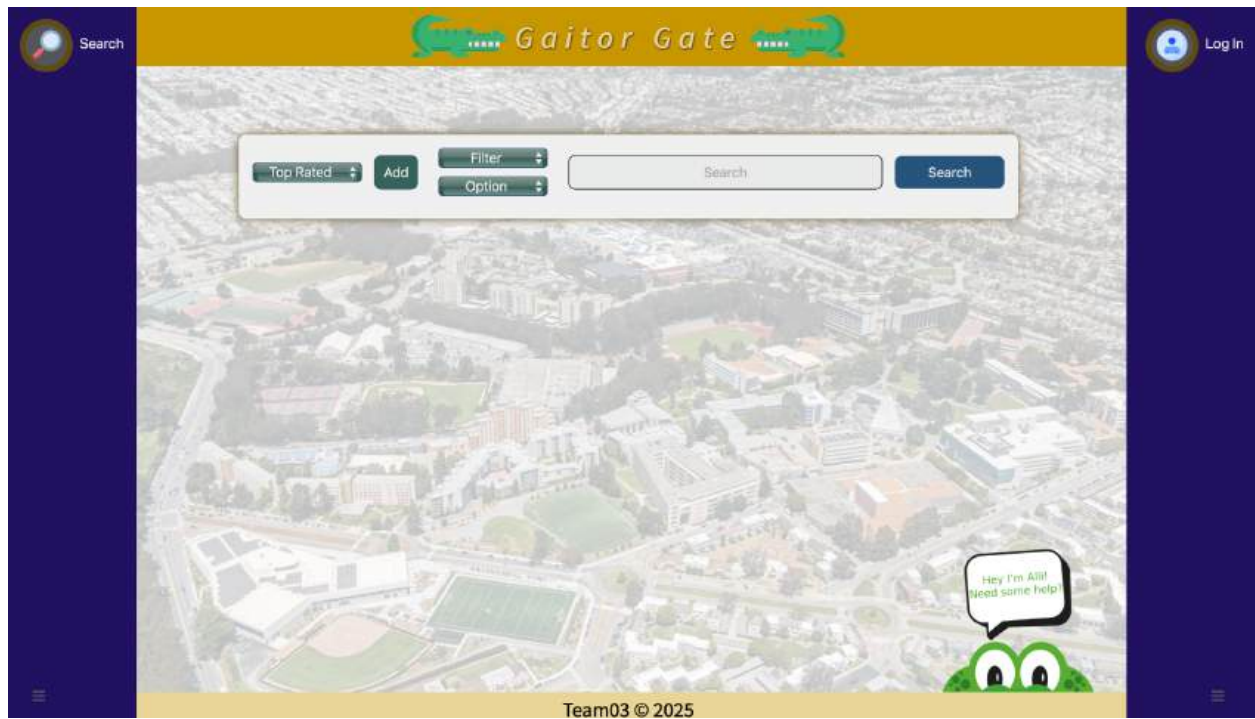 Search
Gaitor Gate
Log In
Top Rated
Add
Filter
Option
Search
Search
Hey I'm Alli!
Need some help?
Team03 © 2025